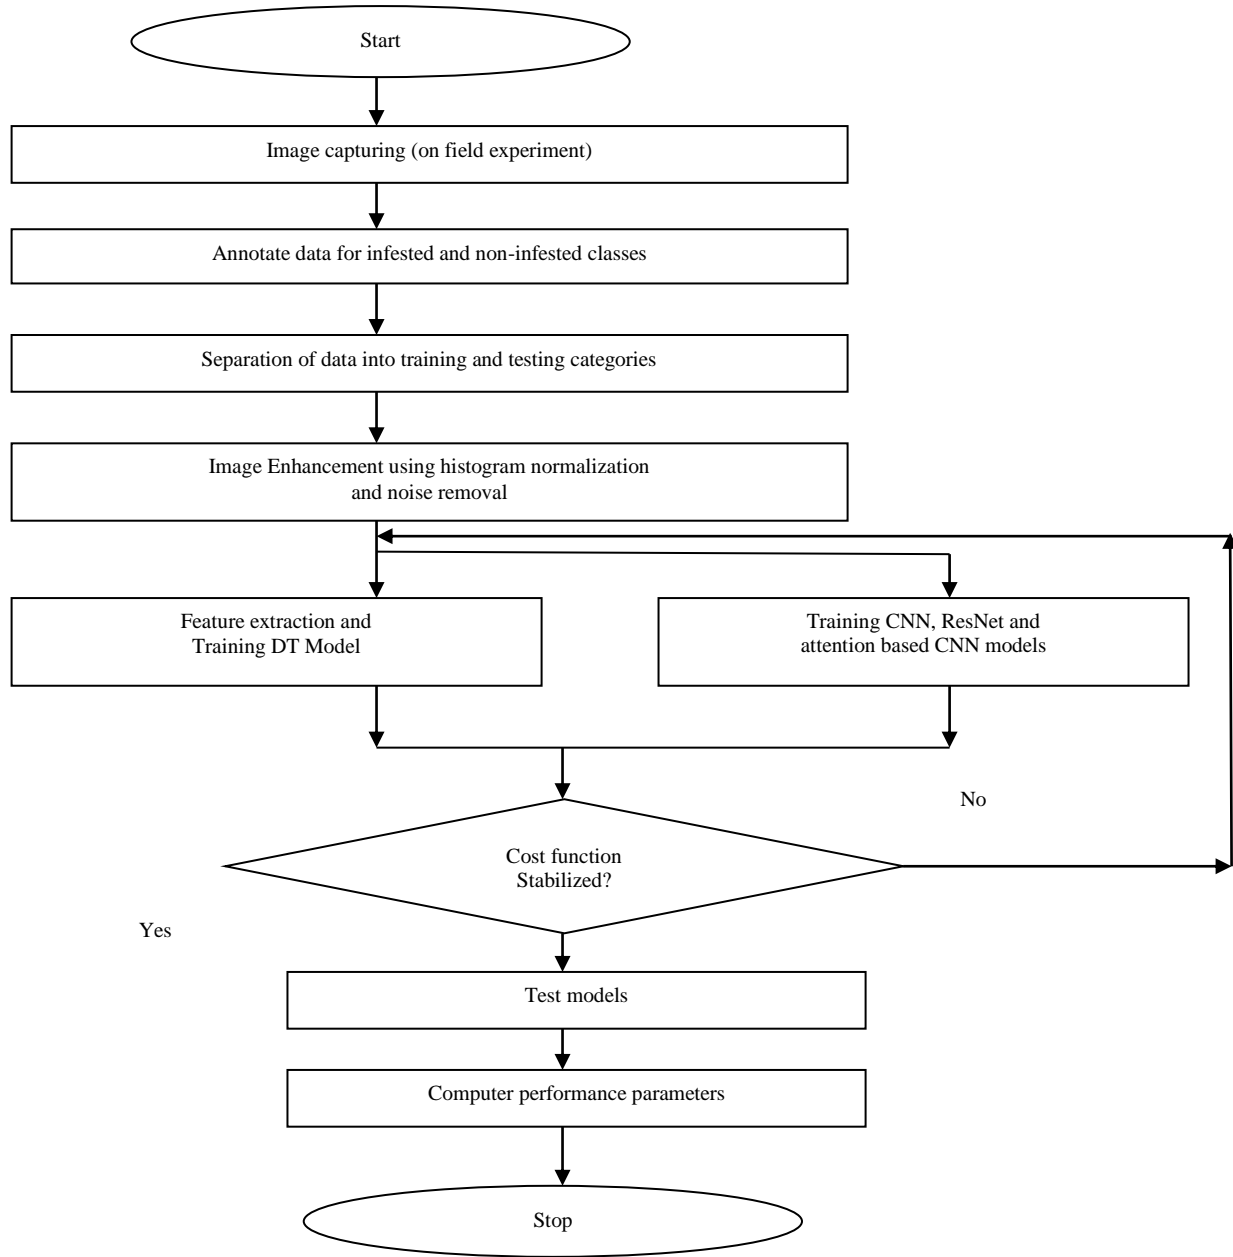 Start
Image capturing (on field experiment)
Annotate data for infested and non-infested classes
Separation of data into training and testing categories
Image Enhancement using histogram normalization
and noise removal
Feature extraction and
Training DT Model
Training CNN, ResNet and
attention based CNN models
No
Cost function
Stabilized?
Yes
Test models
Computer performance parameters
Stop